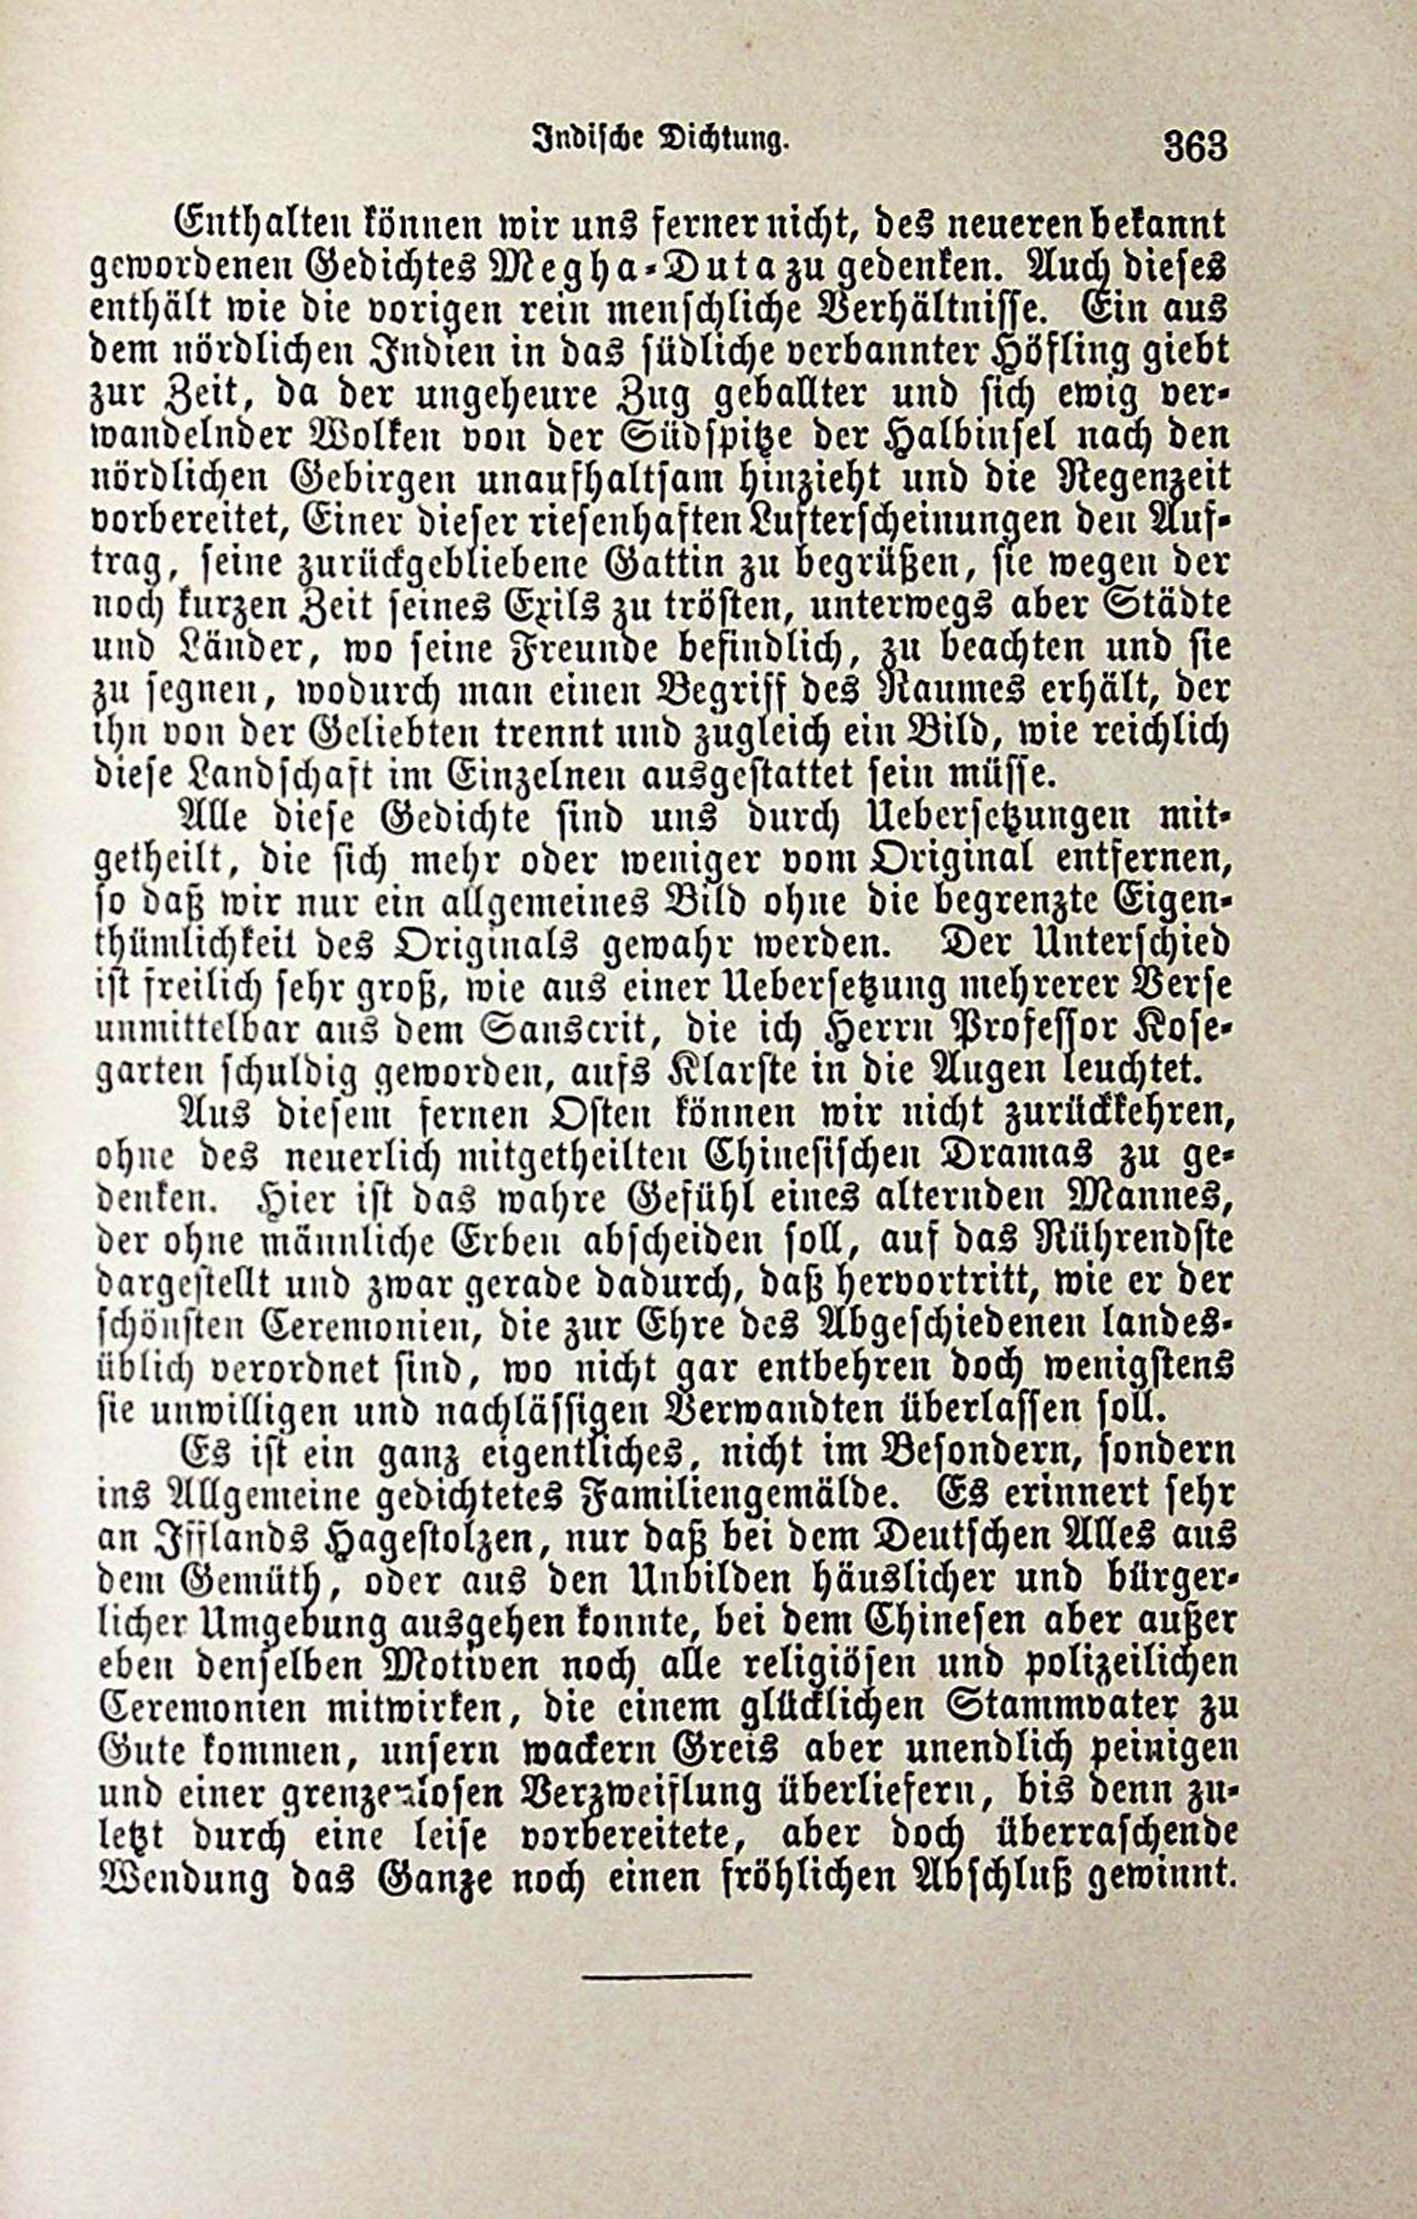 Indische Dichtung. 363
Enthalten können wir uns ferner nicht, des neueren bekannt
gewordenen Gedichtes Megha-Duta zu gedenken. Auch dieses
enthält wie die vorigen rein menschliche Verhältnisse. Ein aus
dem nördlichen Indien in das südliche verbannter Höfling giebt
zur Zeit, da der ungeheure Zug geballter und sich ewig ver-
wandelnder Wolken von der Südspitze der Halbinsel nach den
nördlichen Gebirgen unaufhaltsam hinzieht und die Regenzeit
vorbereitet, Einer dieser riesenhaften Lufterscheinungen den Auf-
trag, seine zurückgebliebene Gattin zu begrüßen, sie wegen der
noch kurzen Zeit seines Exils zu trösten, unterwegs aber Städte
und Länder, wo seine Freunde befindlich, zu beachten und sie
zu segnen, wodurch man einen Begriff des Raumes erhält, der
ihn von der Geliebten trennt und zugleich ein Bild, wie reichlich
diese Landschaft im Einzelnen ausgestattet sein müsse.
Alle diese Gedichte sind uns durch Uebersetzungen mit-
getheilt, die sich mehr oder weniger vom Original entfernen,
so daß wir nur ein allgemeines Bild ohne die begrenzte Eigen-
thümlichkeit des Originals gewahr werden. Der Unterschied
ist freilich sehr groß, wie aus einer Uebersetzung mehrerer Verse
unmittelbar aus dem Sanscrit, die ich Herrn Professor Kose-
garten schuldig geworden, aufs Klarste in die Augen leuchtet.
Aus diesem fernen Osten können wir nicht zurückkehren,
ohne des neuerlich mitgetheilten Chinesischen Dramas zu ge-
denken. Hier ist das wahre Gefühl eines alternden Mannes,
der ohne männliche Erben abscheiden soll, auf das Rührendste
dargestellt und zwar gerade dadurch, daß hervortritt, wie er der
schönsten Ceremonien, die zur Ehre des Abgeschiedenen landes-
üblich verordnet sind, wo nicht gar entbehren doch wenigstens
sie unwilligen und nachlässigen Verwandten überlassen soll.
Es ist ein ganz eigentliches, nicht im Besondern, sondern
ins Allgemeine gedichtetes Familiengemälde. Es erinnert sehr
an Ifflands Hagestolzen, nur daß bei dem Deutschen Alles aus
dem Gemüth, oder aus den Unbilden häuslicher und bürger-
licher Umgebung ausgehen konnte, bei dem Chinesen aber außer
eben denselben Motiven noch alle religiösen und polizeilichen
Ceremonien mitwirken, die einem glücklichen Stammvater zu
Gute kommen, unsern wackern Greis aber unendlich peinigen
und einer grenzenlosen Verzweiflung überliefern, bis denn zu-
letzt durch eine leise vorbereitete, aber doch überraschende
Wendung das Ganze noch einen fröhlichen Abschluß gewinnt.